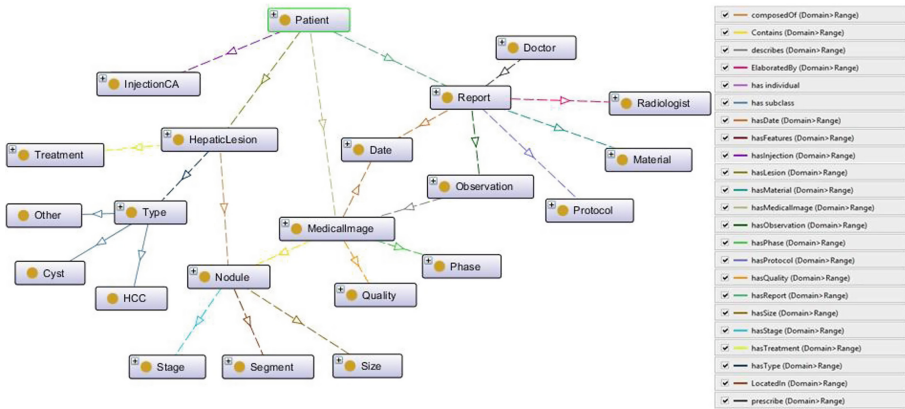 Patient
Doctor
InjectionCA
Report
Radiologist
HepaticLesion
Treatment
Date
Material
Observation
Other
Type
Protocol
MedicalImage
Cyst
Phase
Nodule
HCC
Quality
Stage
Segment
Size
composedOf (Domain>Range)
Contains (Domain>Range)
describes (Domain>Range)
ElaboratedBy (Domain>Range)
has individual
has subclass
hasDate (Domain>Range)
hasFeatures (Domain>Range)
hasInjection (Domain>Range)
hasLesion (Domain>Range)
hasMaterial (Domain>Range)
hasMedicalImage (Domain>Range)
hasObservation (Domain>Range)
hasPhase (Domain>Range)
hasProtocol (Domain>Range)
hasQuality (Domain>Range)
hasReport (Domain>Range)
hasSize (Domain>Range)
hasStage (Domain>Range)
hasTreatment (Domain>Range)
hasType (Domain>Range)
LocatedIn (Domain>Range)
prescribe (Domain>Range)